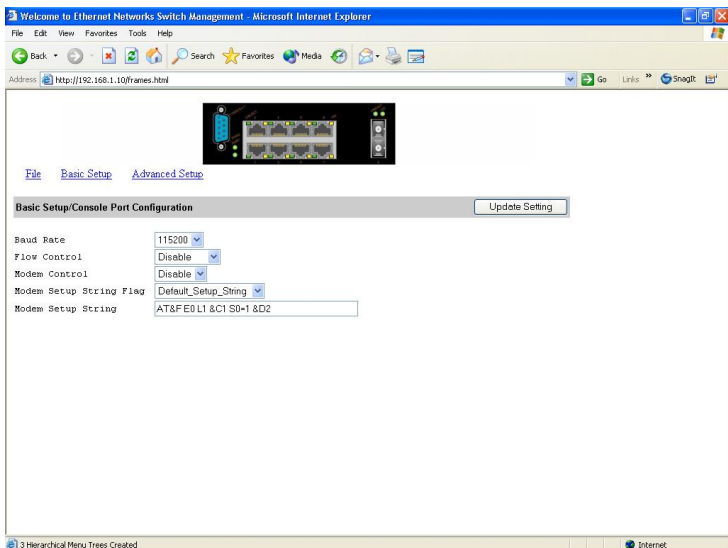 Welcome to Ethernet Networks Switch Management - Microsoft Internet Explorer
File Edit View Favorites Tools Help
Back Search Favorites Media
Address http://192.168.1.10/frames.html Go Links » SnagIt
File Basic Setup Advanced Setup
Basic Setup/Console Port Configuration Update Setting
Baud Rate 115200
Flow Control Disable
Modem Control Disable
Modem Setup String Flag Default_Setup_String
Modem Setup String AT&F E0 L1 &C1 S0=1 &D2
3 Hierarchical Menu Trees Created Internet